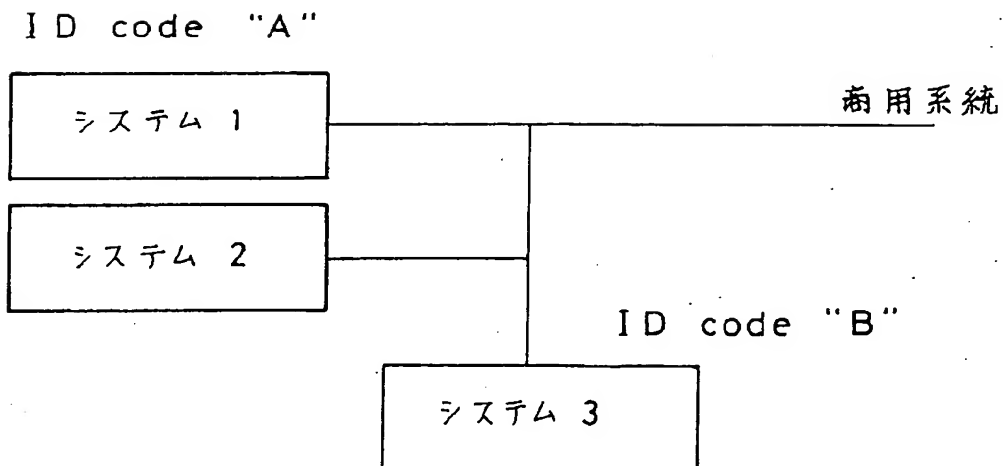 ID code "A"
システム 1
商用系統
システム 2
ID code "B"
システム 3